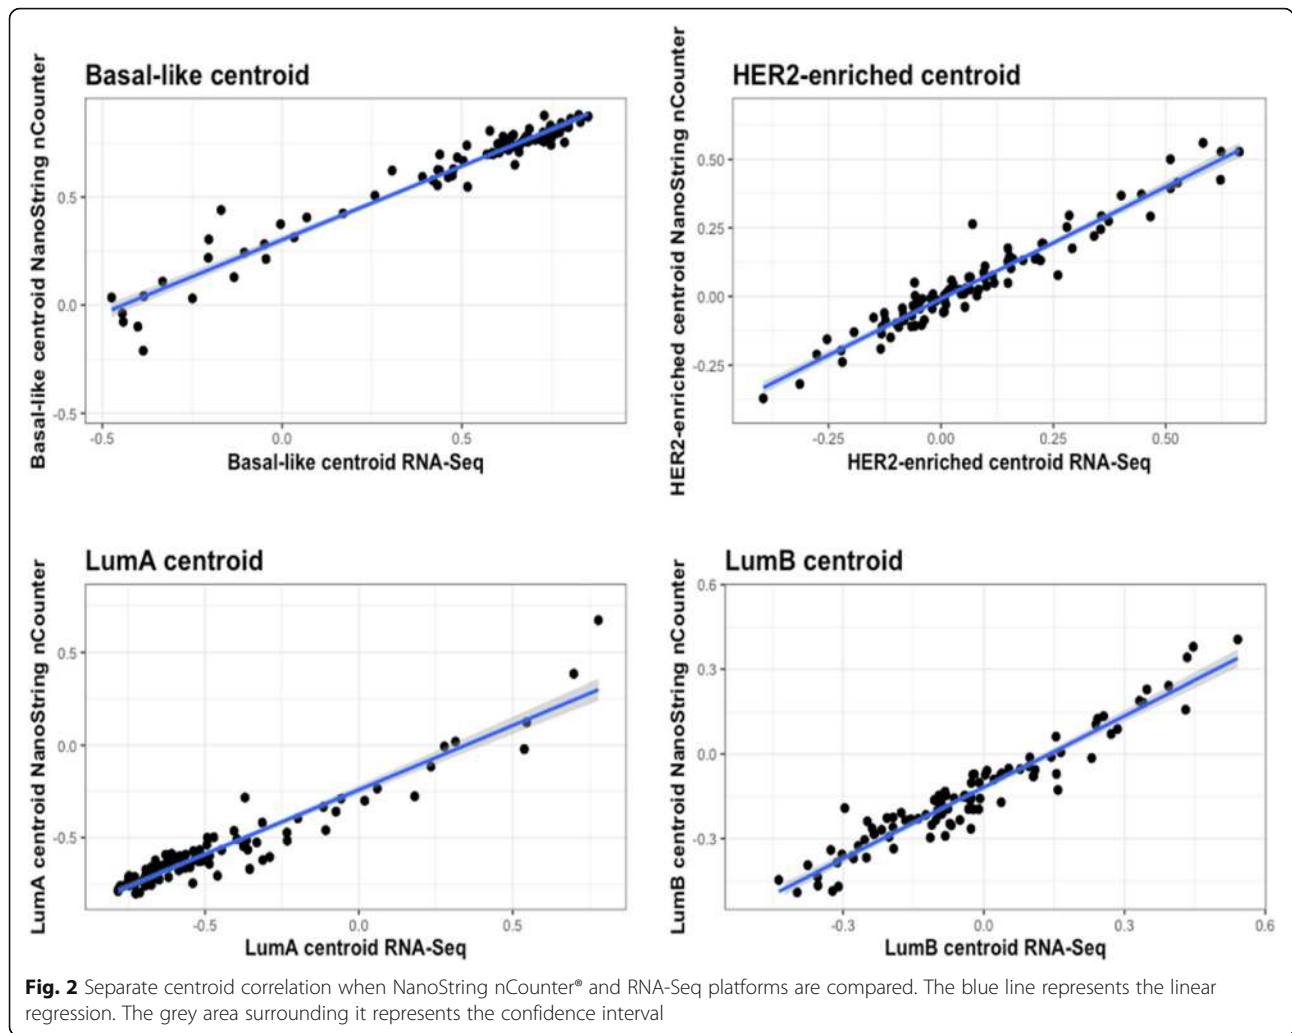 Basal-like centroid
Basal-like centroid NanoString nCounter
0.5
0.0
-0.5
-0.5
0.0
0.5
Basal-like centroid RNA-Seq
HER2-enriched centroid
HER2-enriched centroid NanoString nCounter
0.50
0.25
0.00
-0.25
-0.25
0.00
0.25
0.50
HER2-enriched centroid RNA-Seq
LumA centroid
LumA centroid NanoString nCounter
0.5
0.0
-0.5
-0.5
0.0
0.5
LumA centroid RNA-Seq
LumB centroid
LumB centroid NanoString nCounter
0.6
0.3
0.0
-0.3
-0.3
0.0
0.3
0.6
LumB centroid RNA-Seq
Fig. 2 Separate centroid correlation when NanoString nCounter® and RNA-Seq platforms are compared. The blue line represents the linear
regression. The grey area surrounding it represents the confidence interval